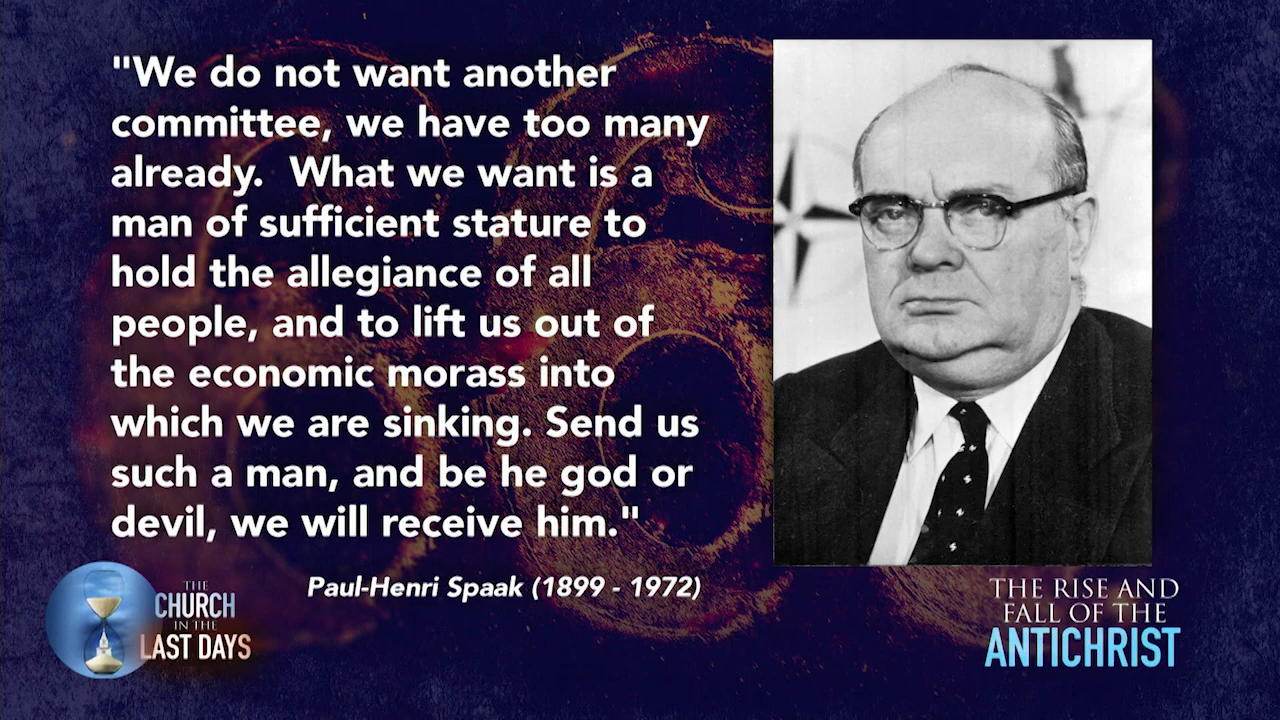 "We do not want another
committee, we have too many
already.  What we want is a
man of sufficient stature to
hold the allegiance of all
people, and to lift us out of
the economic morass into
which we are sinking. Send us
such a man, and be he god or
devil, we will receive him."
Paul-Henri Spaak (1899 - 1972)
THE
CHURCH
IN THE
LAST DAYS
THE RISE AND
FALL OF THE
ANTICHRIST